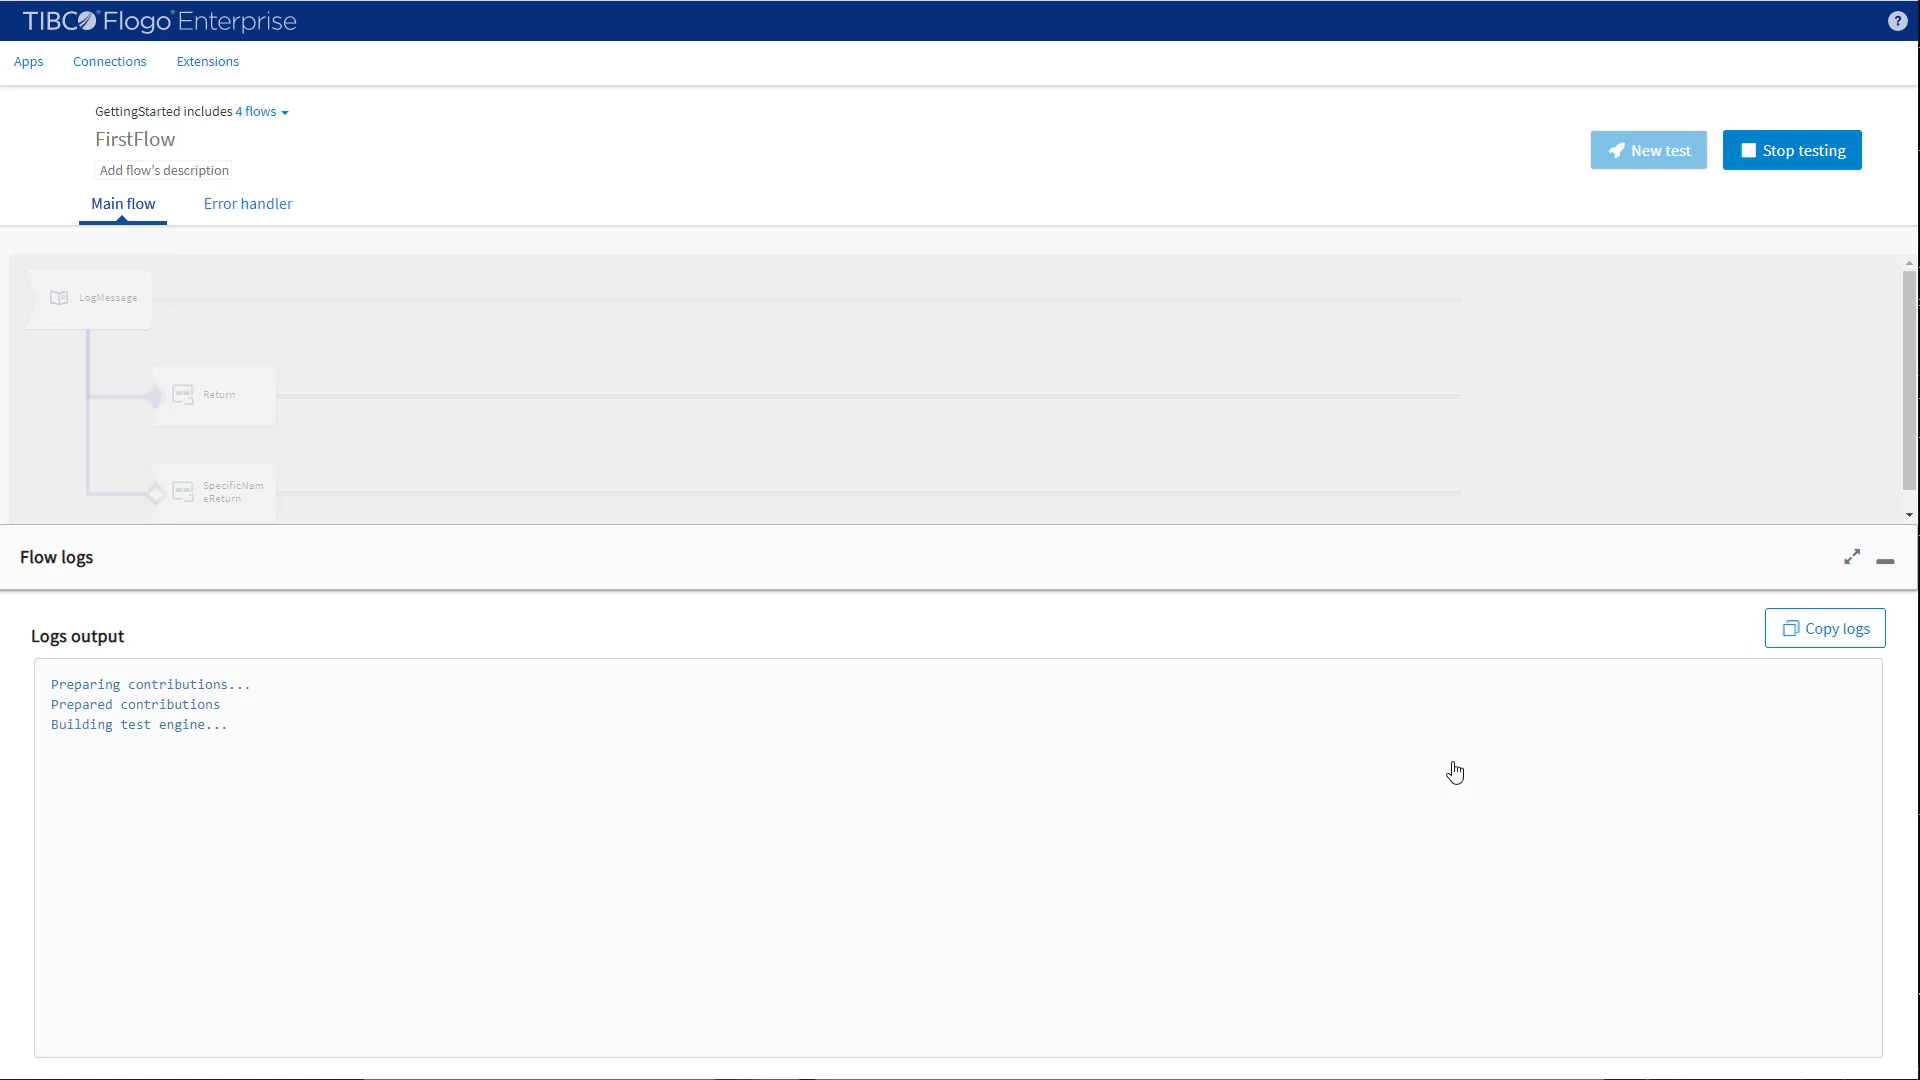 TIBCO Flogo® Enterprise
?
Apps Connections Extensions
GettingStarted includes 4 flows
FirstFlow
Add flow's description
New test
Stop testing
Main flow Error handler
LogMessage
Return
SpecificNam
eReturn
Flow logs
Logs output
Copy logs
Preparing contributions...
Prepared contributions
Building test engine...